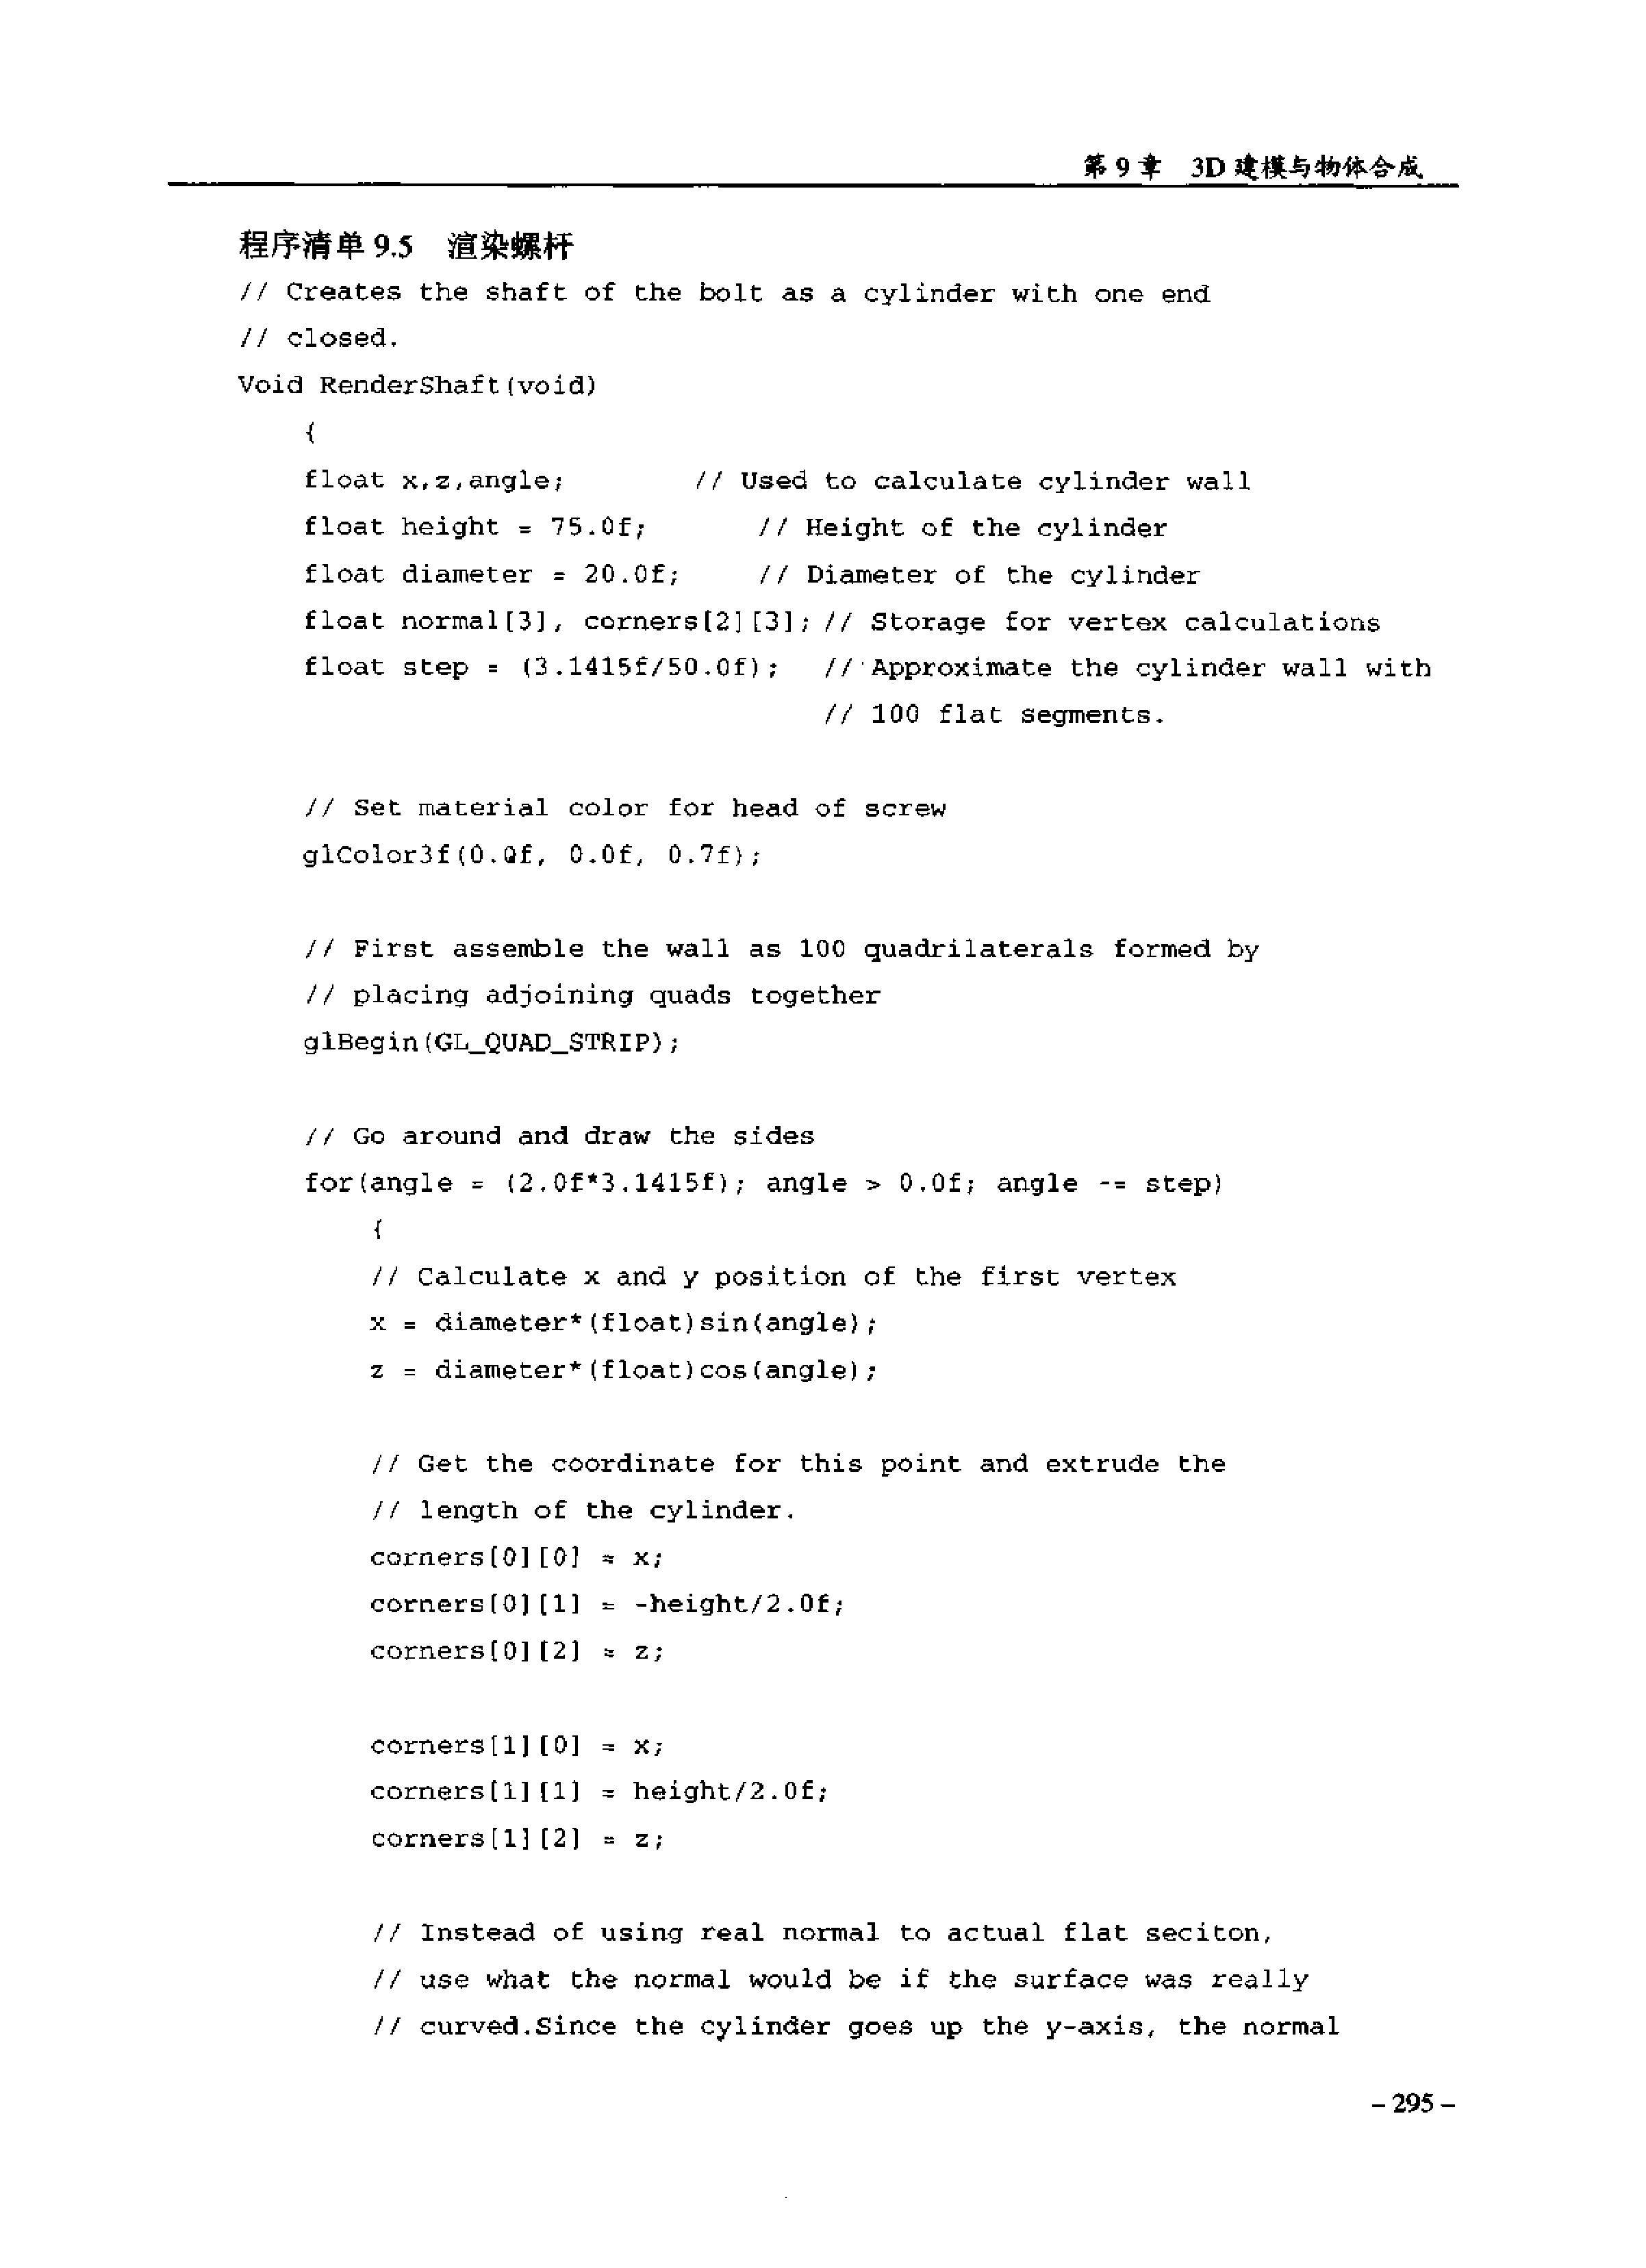 第9章 3D建模与物体合成
程序清单9.5 渲染螺杆
// Creates the shaft of the bolt as a cylinder with one end
// closed.
Void RenderShaft(void)
{
float x,z,angle; // Used to calculate cylinder wall
float height = 75.0f; // Height of the cylinder
float diameter = 20.0f; // Diameter of the cylinder
float normal[3], corners[2][3]; // Storage for vertex calculations
float step = (3.1415f/50.0f); // Approximate the cylinder wall with
// 100 flat segments.
// Set material color for head of screw
glColor3f(0.0f, 0.0f, 0.7f);
// First assemble the wall as 100 quadrilaterals formed by
// placing adjoining quads together
glBegin(GL_QUAD_STRIP);
// Go around and draw the sides
for(angle = (2.0f*3.1415f); angle > 0.0f; angle -= step)
{
// Calculate x and y position of the first vertex
x = diameter*(float)sin(angle);
z = diameter*(float)cos(angle);
// Get the coordinate for this point and extrude the
// length of the cylinder.
corners[0][0] = x;
corners[0][1] = -height/2.0f;
corners[0][2] = z;
corners[1][0] = x;
corners[1][1] = height/2.0f;
corners[1][2] = z;
// Instead of using real normal to actual flat seciton,
// use what the normal would be if the surface was really
// curved.Since the cylinder goes up the y-axis, the normal
- 295 -